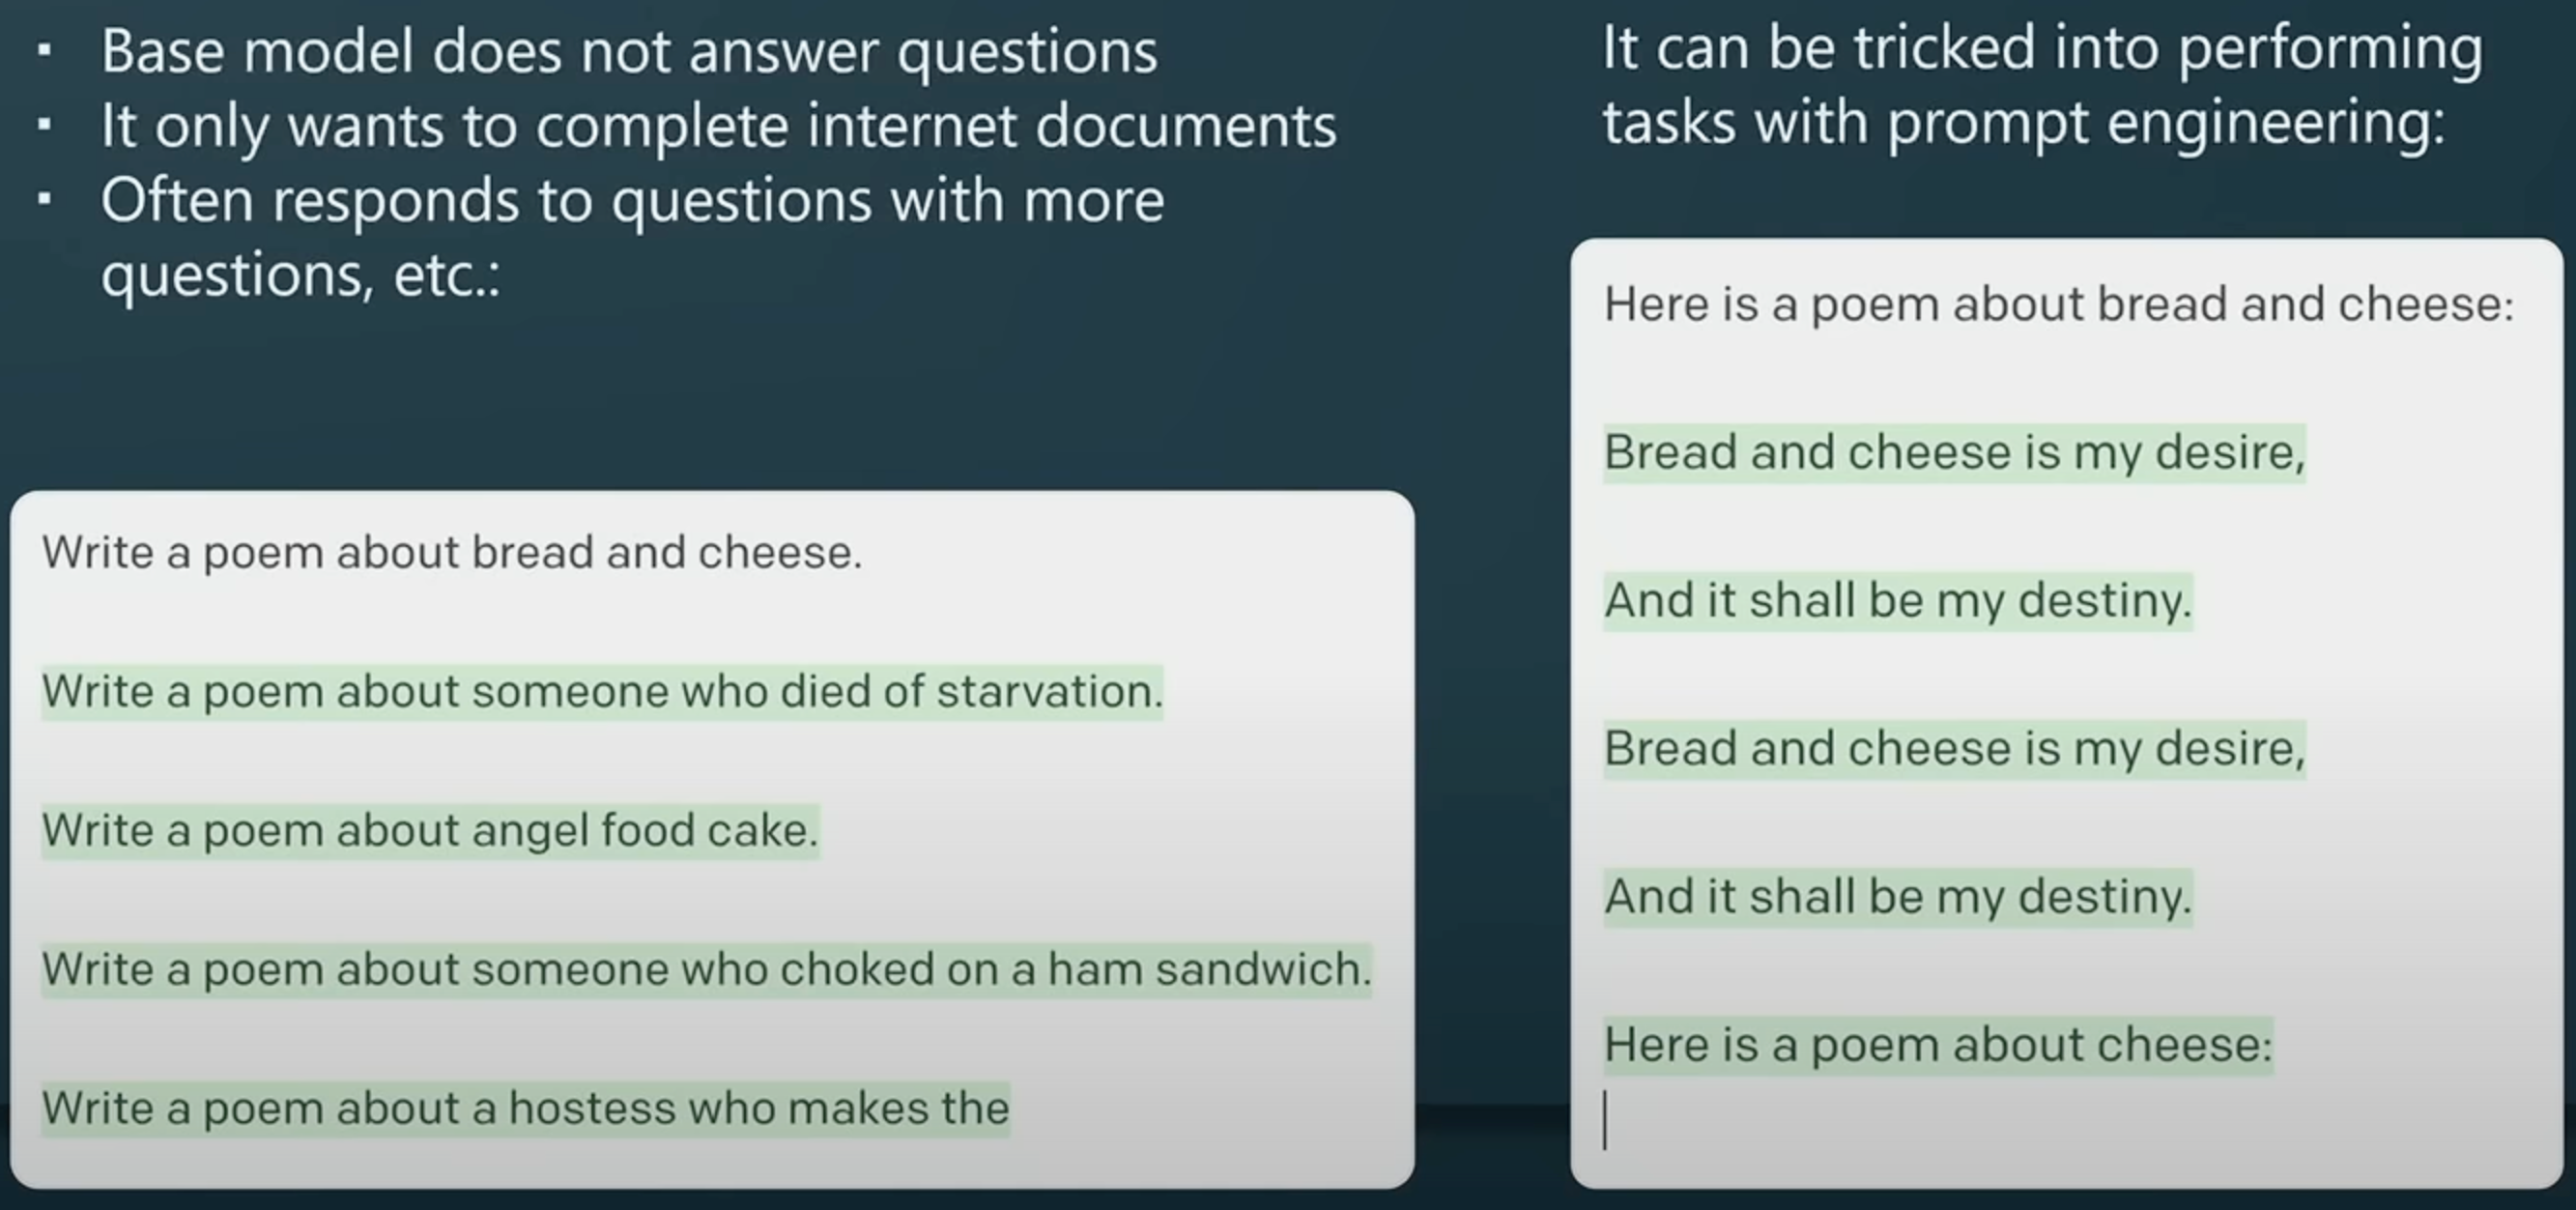 ▪ Base model does not answer questions
▪ It only wants to complete internet documents
▪ Often responds to questions with more
questions, etc.:
Write a poem about bread and cheese.
Write a poem about someone who died of starvation.
Write a poem about angel food cake.
Write a poem about someone who choked on a ham sandwich.
Write a poem about a hostess who makes the
It can be tricked into performing
tasks with prompt engineering:
Here is a poem about bread and cheese:
Bread and cheese is my desire,
And it shall be my destiny.
Bread and cheese is my desire,
And it shall be my destiny.
Here is a poem about cheese: